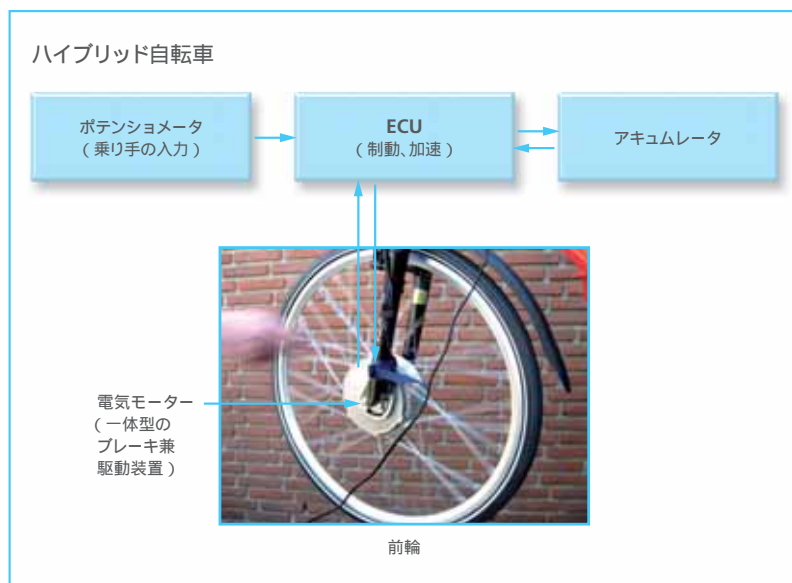 ハイブリッド自転車
ポテンショメータ
( 乗り手の入力 )
ECU
( 制動、加速 )
アキュムレータ
電気モーター
( 一体型の
ブレーキ兼
駆動装置 )
前輪